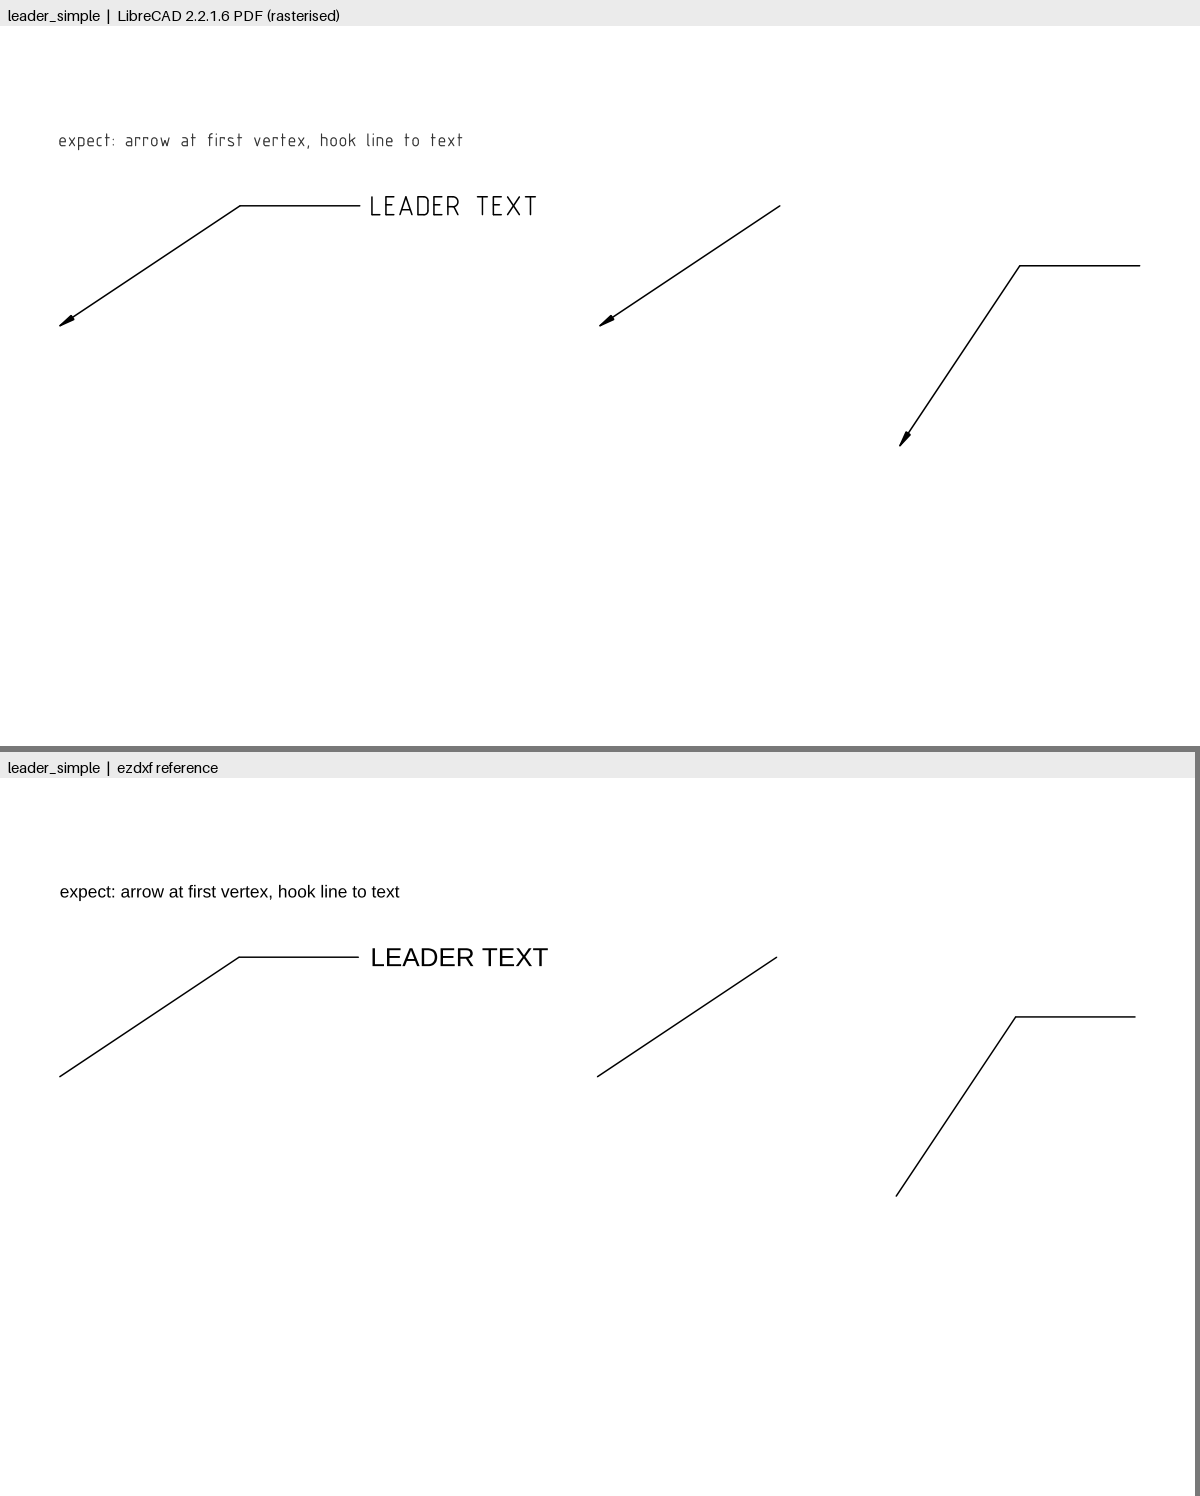 leader_simple | LibreCAD 2.2.1.6 PDF (rasterised)
expect: arrow at first vertex, hook line to text
LEADER TEXT
leader_simple | ezdxf reference
expect: arrow at first vertex, hook line to text
LEADER TEXT